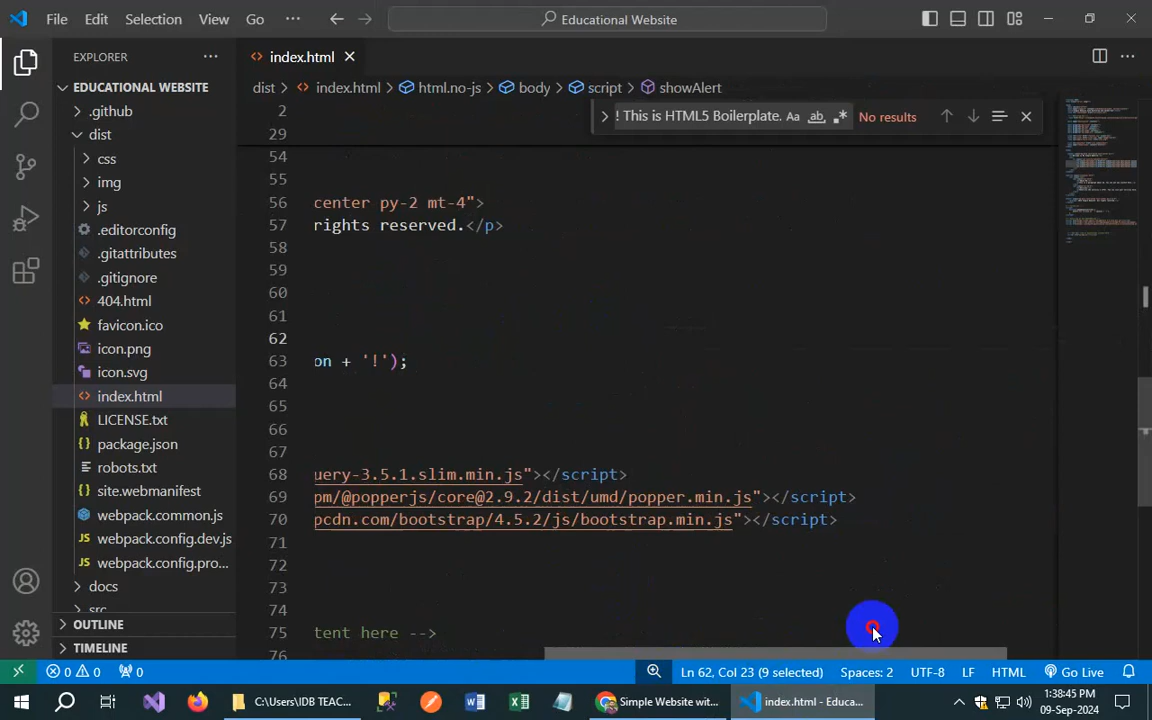 File Edit Selection View Go ··· Educational Website
EXPLORER ··· index.html
EDUCATIONAL WEBSITE dist > index.html > html.no-js > body > script > showAlert
.github
dist
css
img
js
.editorconfig
.gitattributes
.gitignore
404.html
favicon.ico
icon.png
icon.svg
index.html
LICENSE.txt
package.json
robots.txt
site.webmanifest
webpack.common.js
webpack.config.dev.js
webpack.config.pro...
docs
OUTLINE
TIMELINE
! This is HTML5 Boilerplate. Aa ab .* No results
2
29
54
55
56 center py-2 mt-4">
57 rights reserved.</p>
58
59
60
61
62
63 on + '!');
64
65
66
67
68 uery-3.5.1.slim.min.js"></script>
69 pm/@popperjs/core@2.9.2/dist/umd/popper.min.js"></script>
70 pcdn.com/bootstrap/4.5.2/js/bootstrap.min.js"></script>
71
72
73
74
75 tent here -->
76
0 0 0 Ln 62, Col 23 (9 selected) Spaces: 2 UTF-8 LF HTML Go Live
C:\Users\IDB TEAC... Simple Website wit... index.html - Educa... 1:38:45 PM
09-Sep-2024